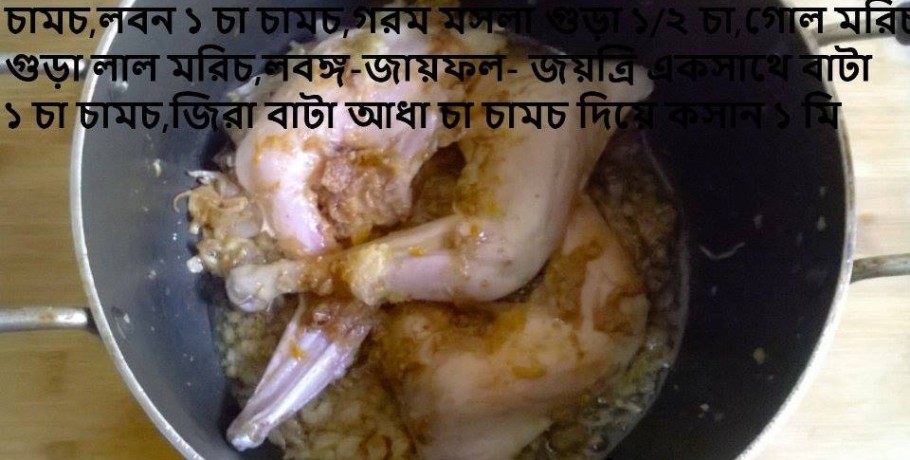 চামচ,লবন ১ চা চামচ,গরম মসলা গুড়া ১/২ চা,গোল মরিচ
গুড়া লাল মরিচ,লবঙ্গ-জায়ফল- জয়ত্রি একসাথে বাটা
১ চা চামচ,জিরা বাটা আধা চা চামচ দিয়ে কসান ১ মি